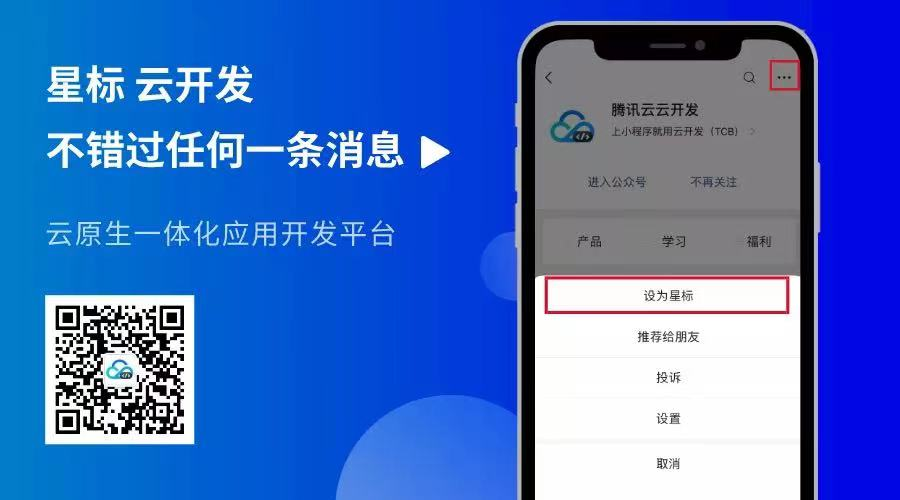 星标 云开发
不错过任何一条消息
云原生一体化应用开发平台
腾讯云云开发
上小程序就用云开发（TCB）
进入公众号
不再关注
产品
学习
福利
设为星标
推荐给朋友
投诉
设置
取消